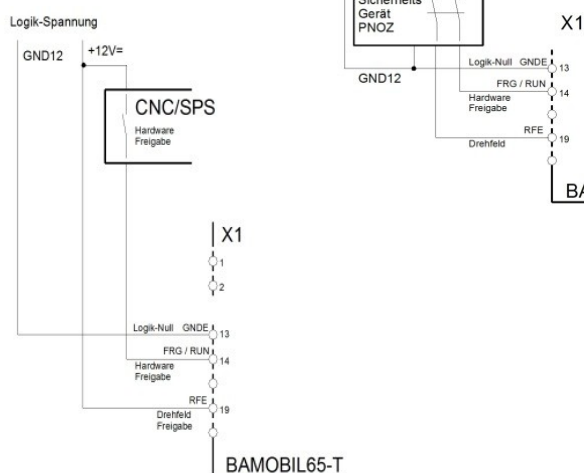 Logik-Spannung
GND12
+12V=
CNC/SPS
Hardware
Freigabe
X1
1
2
Logik-Null GNDE
13
FRG / RUN
14
Hardware
Freigabe
RFE
19
Drehfeld
Freigabe
BAMOBIL65-T
Sicherheits
Gerät
PNOZ
X1
GND12
Logik-Null GNDE
13
FRG / RUN
14
Hardware
Freigabe
RFE
19
Drehfeld
BA